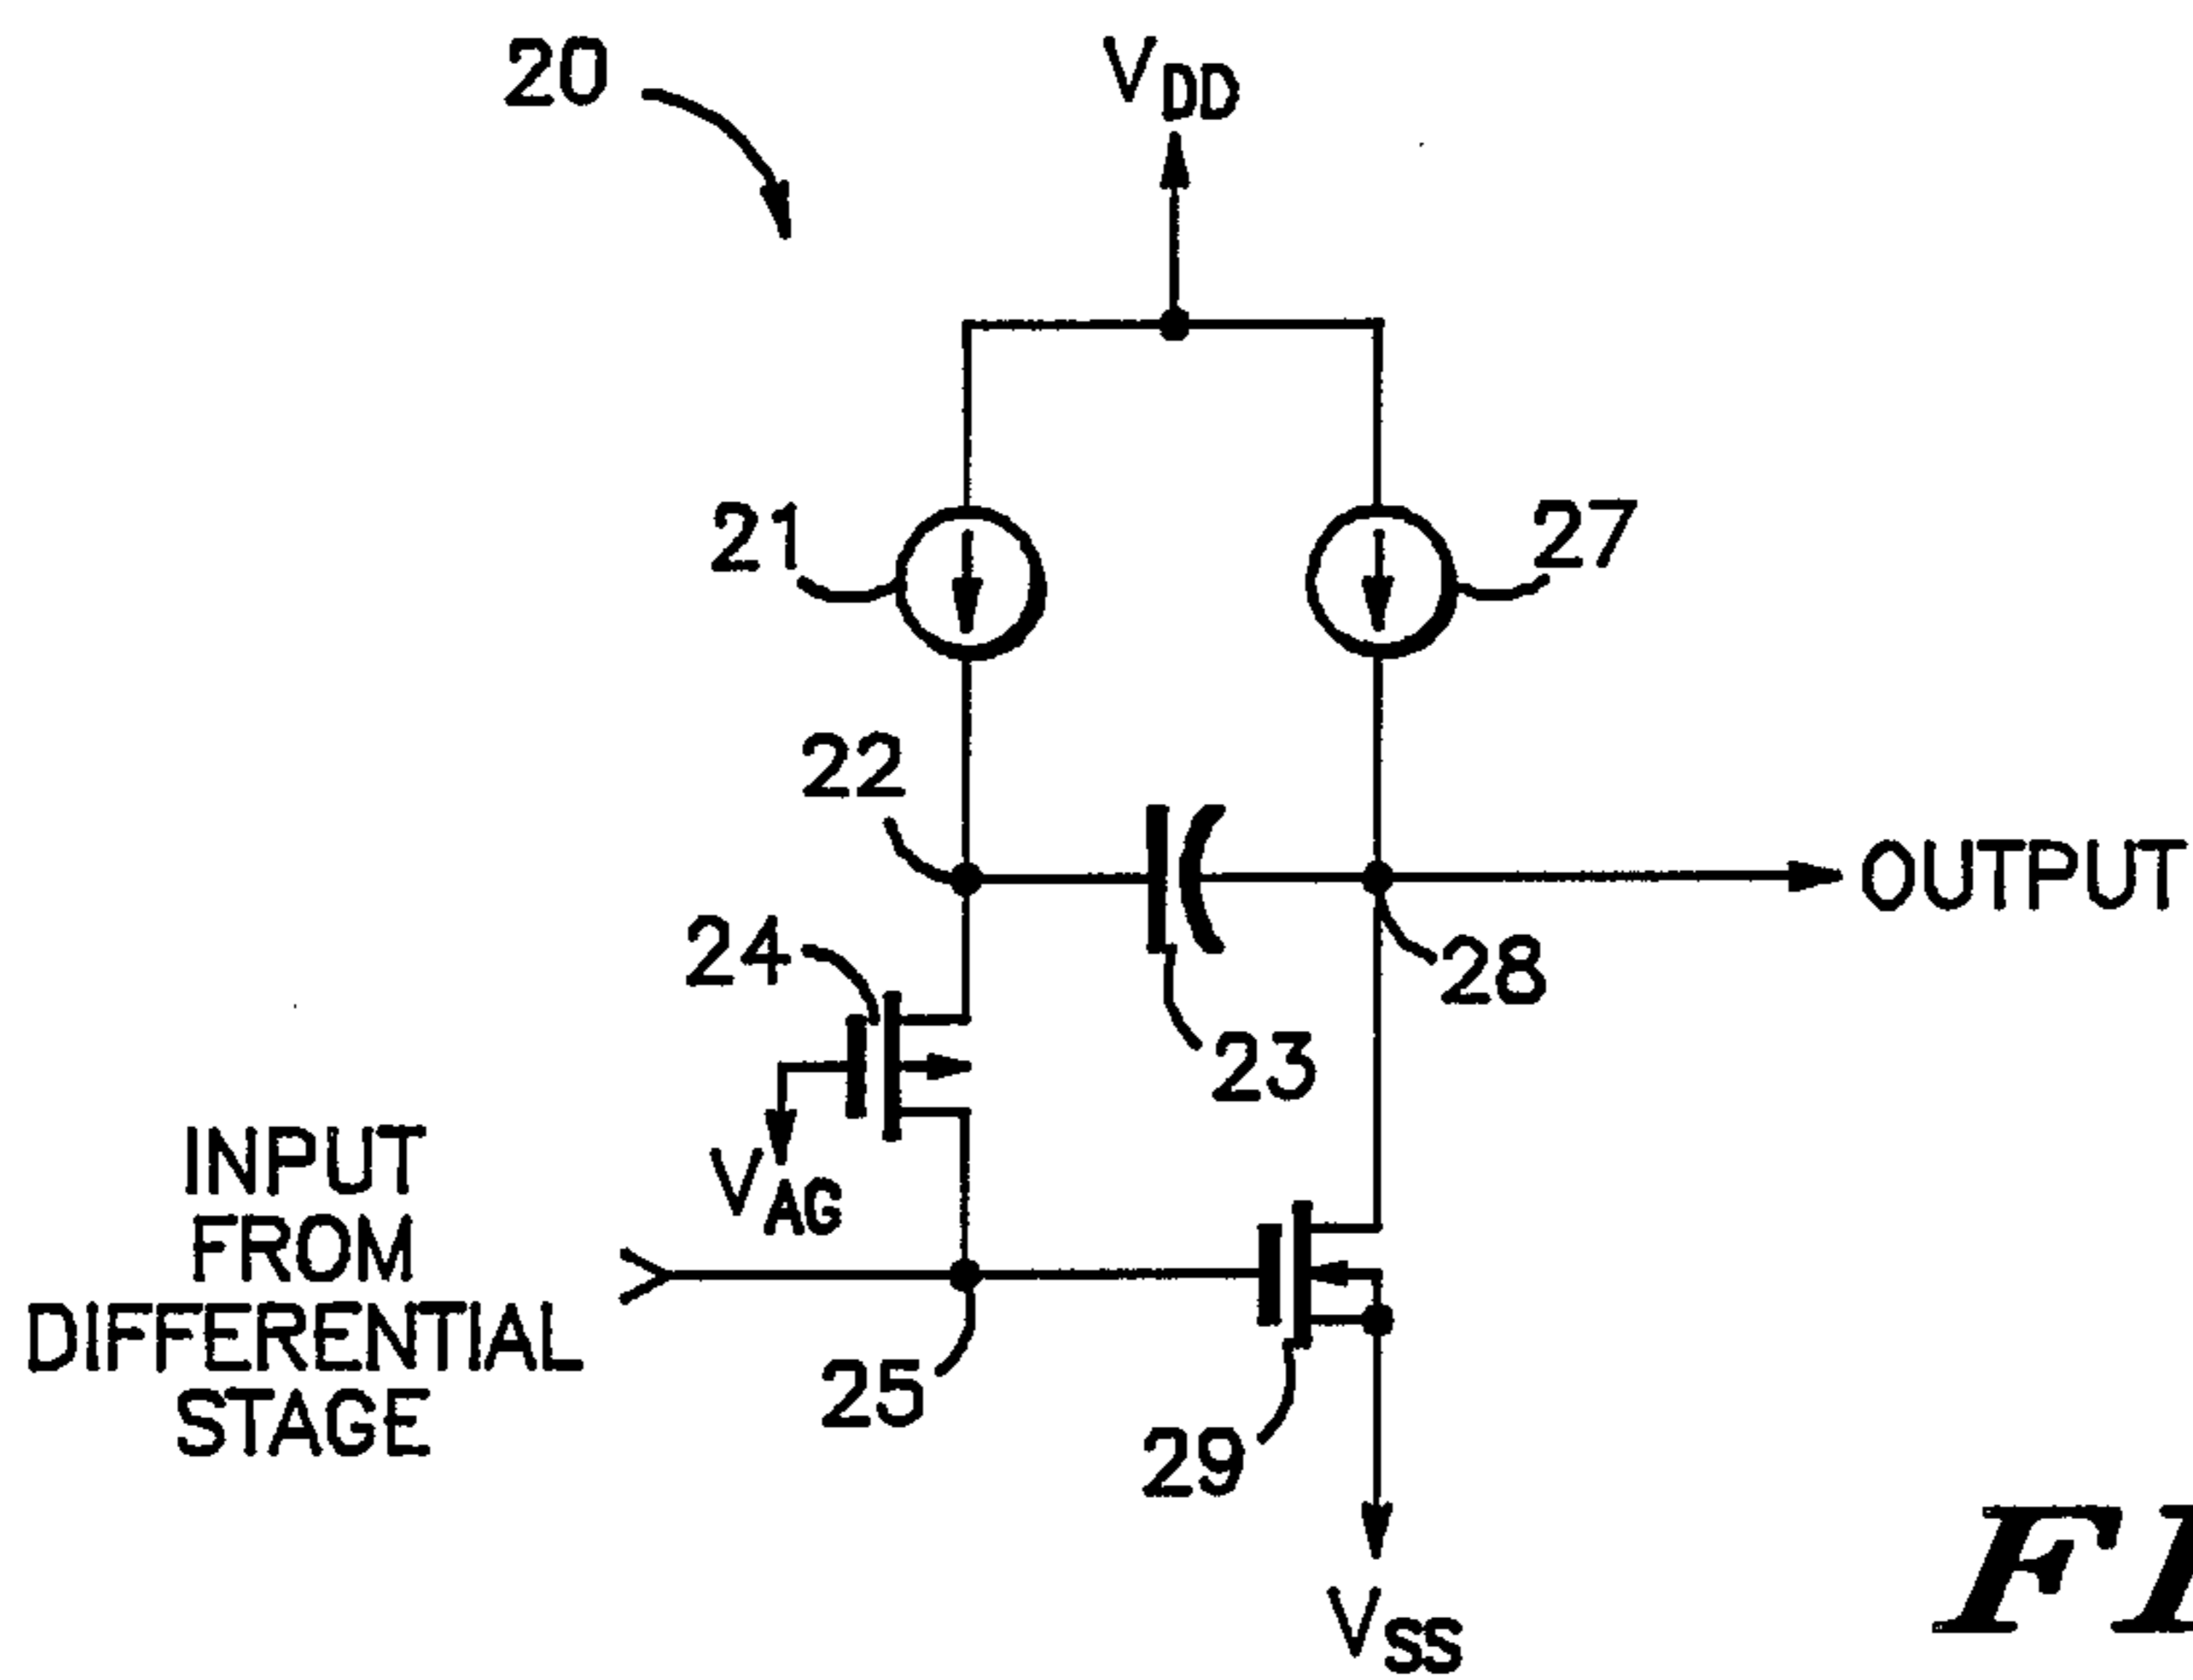 20
VDD
21
27
22
OUTPUT
24
28
23
VAG
INPUT
FROM
DIFFERENTIAL
STAGE
25
29
VSS